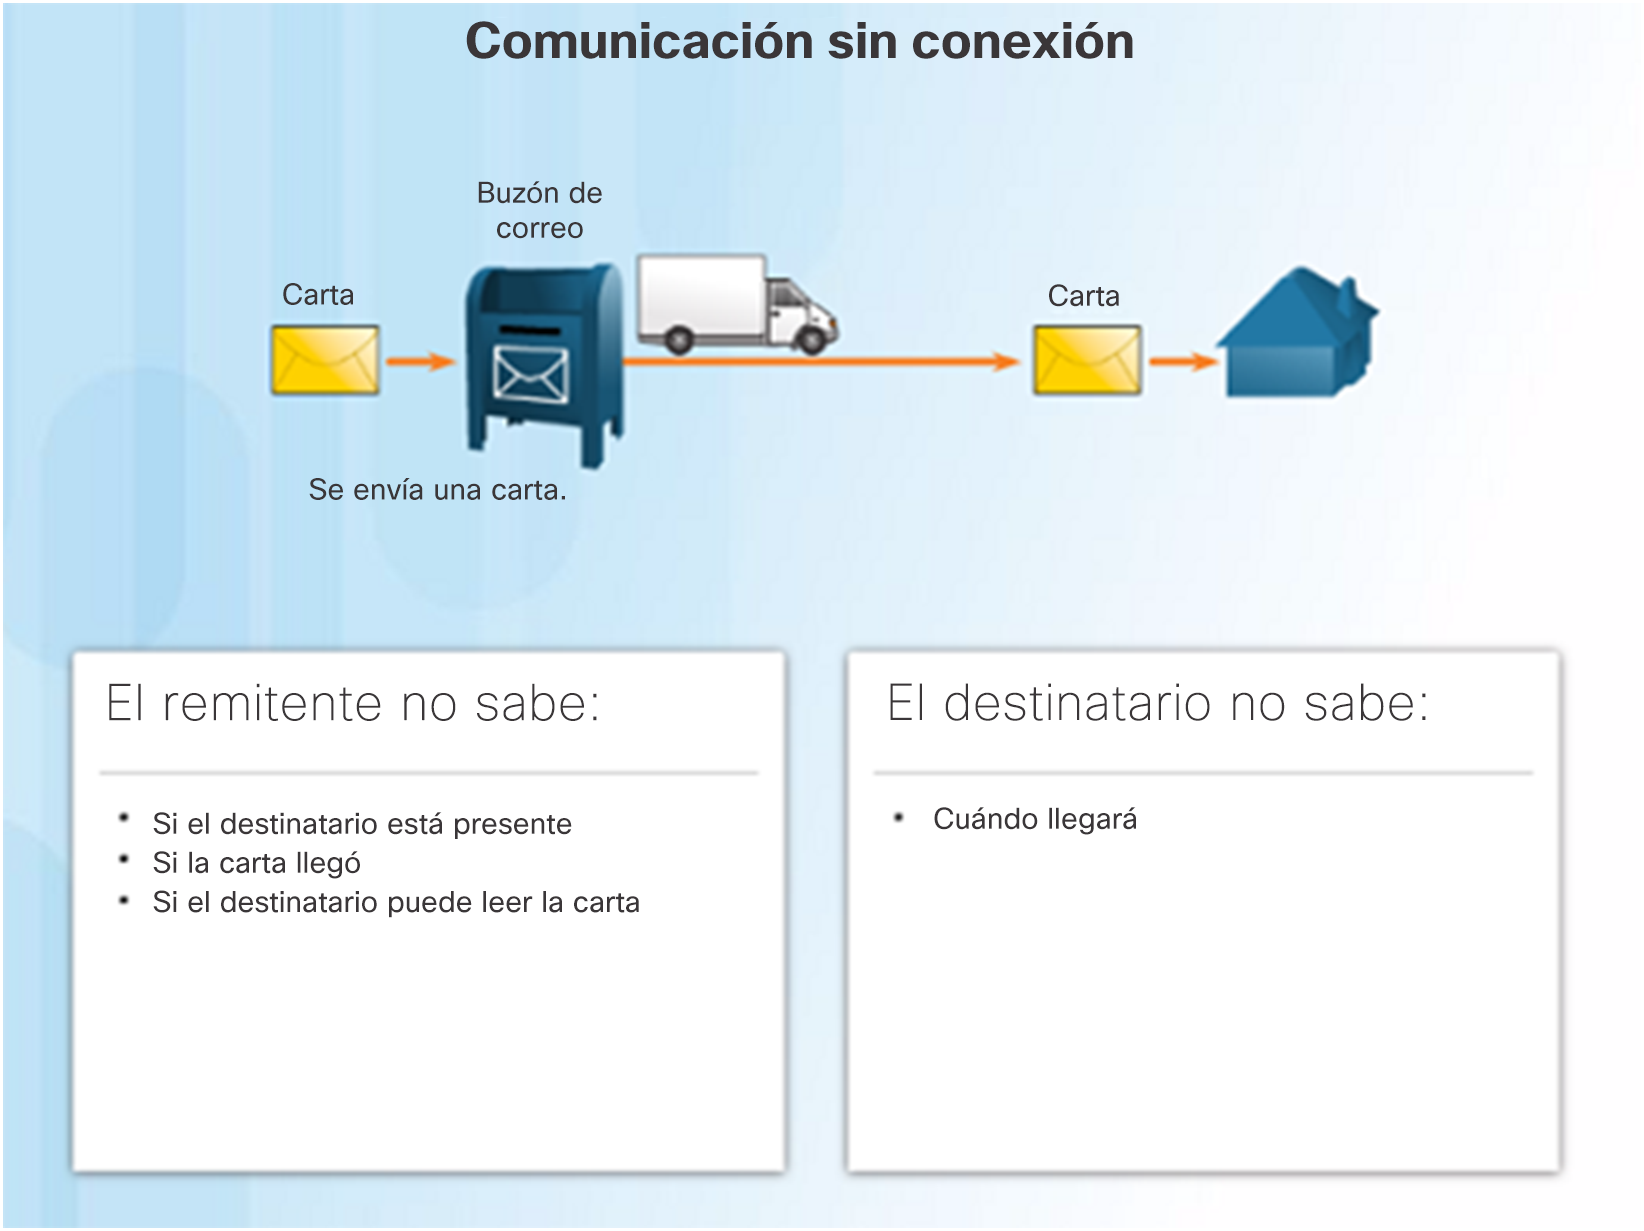 Comunicación sin conexión
Buzón de
correo
Carta
Carta
Se envía una carta.
El remitente no sabe:
• Si el destinatario está presente
• Si la carta llegó
• Si el destinatario puede leer la carta
El destinatario no sabe:
• Cuándo llegará